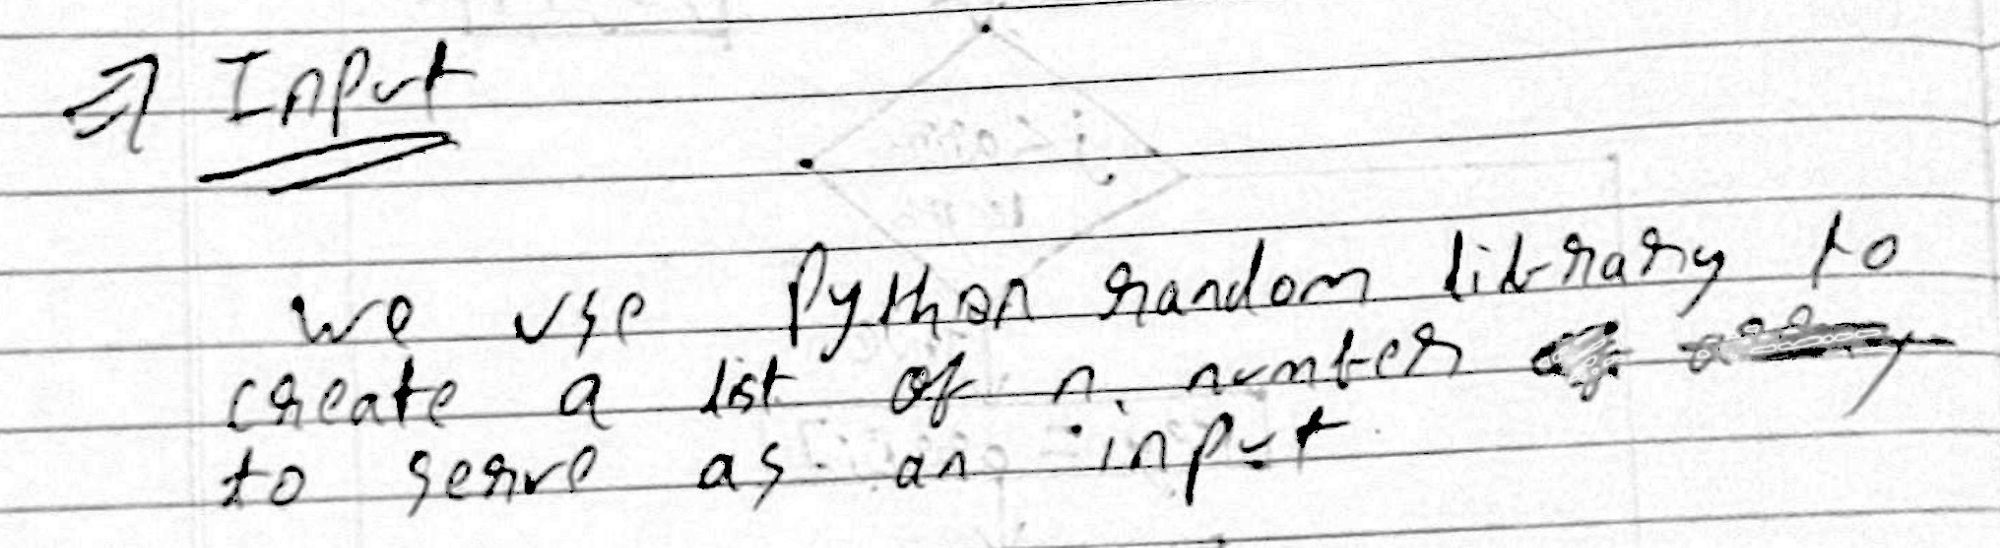 ⇒ Input
we use Python random library to
create a list of n number
to serve as an input